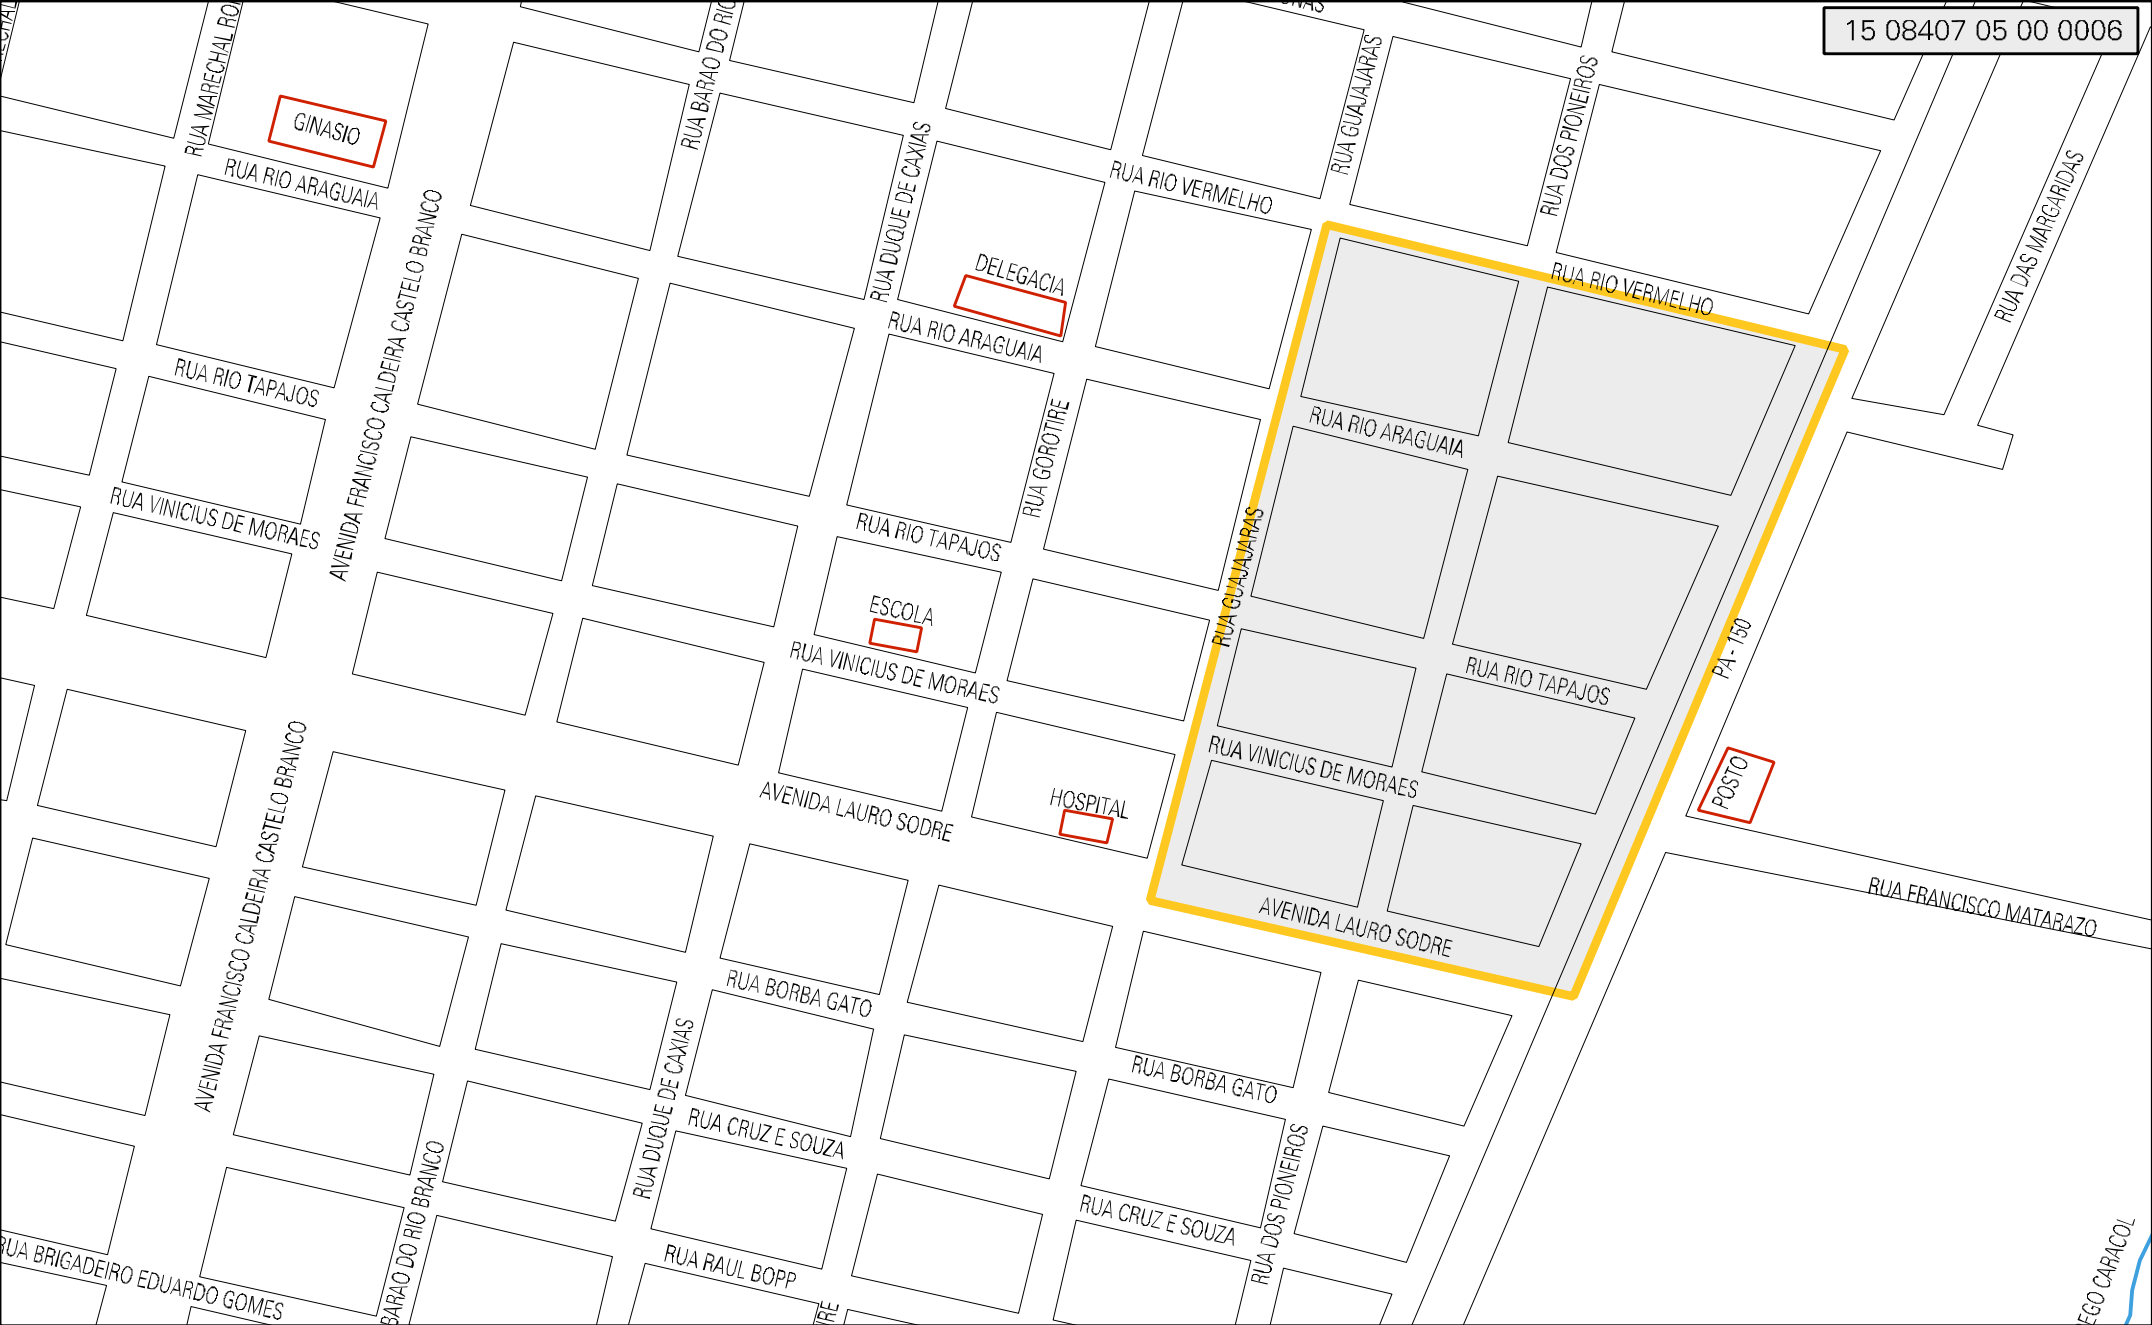 15 08407 05 00 0006
RUA MARECHAL
RUA BARAO DO RIO
RUA GUAJAJARAS
RUA DOS PIONEIROS
GINASIO
RUA RIO ARAGUAIA
RUA DUQUE DE CAXIAS
RUA RIO VERMELHO
RUA DAS MARGARIDAS
AVENIDA FRANCISCO CALDEIRA CASTELO BRANCO
DELEGACIA
RUA RIO VERMELHO
RUA RIO ARAGUAIA
RUA RIO TAPAJOS
RUA GOROTIRE
RUA RIO ARAGUAIA
RUA VINICIUS DE MORAES
RUA RIO TAPAJOS
RUA GUAJAJARAS
ESCOLA
PA - 150
RUA VINICIUS DE MORAES
RUA RIO TAPAJOS
AVENIDA FRANCISCO CALDEIRA CASTELO BRANCO
RUA VINICIUS DE MORAES
POSTO
AVENIDA LAURO SODRE
HOSPITAL
AVENIDA LAURO SODRE
RUA FRANCISCO MATARAZO
RUA BORBA GATO
RUA DUQUE DE CAXIAS
RUA BORBA GATO
RUA CRUZ E SOUZA
RUA DOS PIONEIROS
BARAO DO RIO BRANCO
RUA CRUZ E SOUZA
RUA BRIGADEIRO EDUARDO GOMES
RUA RAUL BOPP
EGO CARACOL